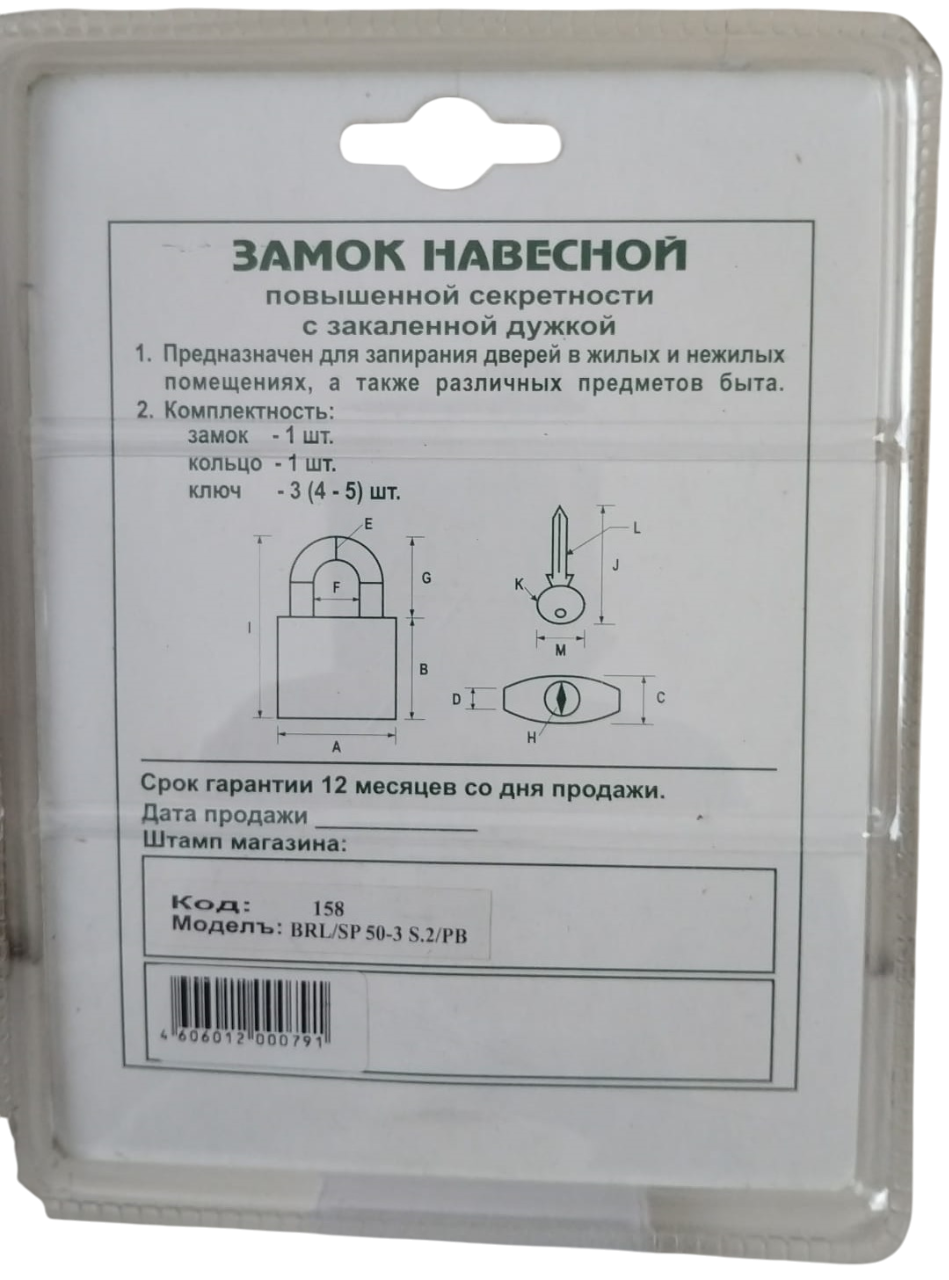 ЗАМОК НАВЕСНОЙ
повышенной секретности
с закаленной дужкой
1. Предназначен для запирания дверей в жилых и нежилых
помещениях, а также различных предметов быта.
2. Комплектность:
замок - 1 шт.
кольцо - 1 шт.
ключ - 3 (4 - 5) шт.
E
F
G
I
B
A
L
J
K
M
D
C
H
Срок гарантии 12 месяцев со дня продажи.
Дата продажи ____________
Штамп магазина:
Код: 158
Моделъ: BRL/SP 50-3 S.2/PB
4 606012 000791